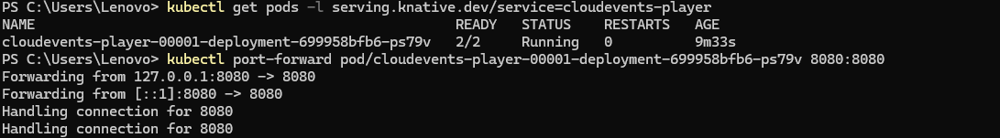 PS C:\Users\Lenovo> kubectl get pods -l serving.knative.dev/service=cloudevents-player
NAME READY STATUS RESTARTS AGE
cloudevents-player-00001-deployment-699958bfb6-ps79v 2/2 Running 0 9m33s
PS C:\Users\Lenovo> kubectl port-forward pod/cloudevents-player-00001-deployment-699958bfb6-ps79v 8080:8080
Forwarding from 127.0.0.1:8080 -> 8080
Forwarding from [::1]:8080 -> 8080
Handling connection for 8080
Handling connection for 8080